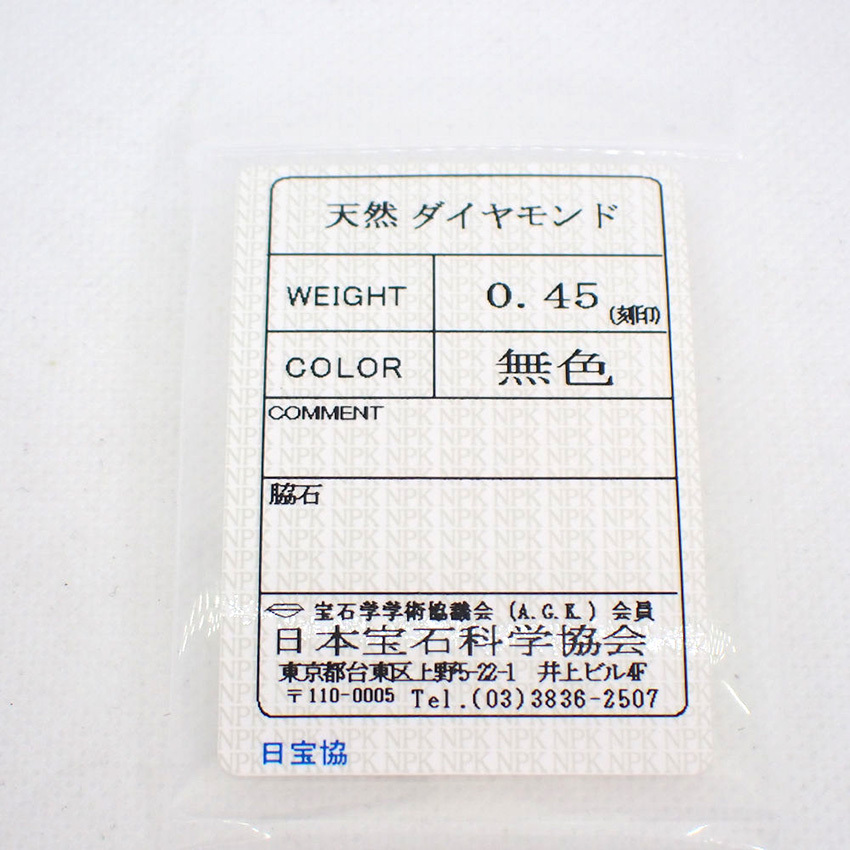 天然 ダイヤモンド
WEIGHT 0.45 (刻印)
COLOR 無色
COMMENT
脇石
宝石学学術協議会 (A.G.K.) 会員
日本宝石科学協会
東京都台東区上野5-22-1 井上ビル4F
〒110-0005 Tel.(03)3836-2507
日宝協